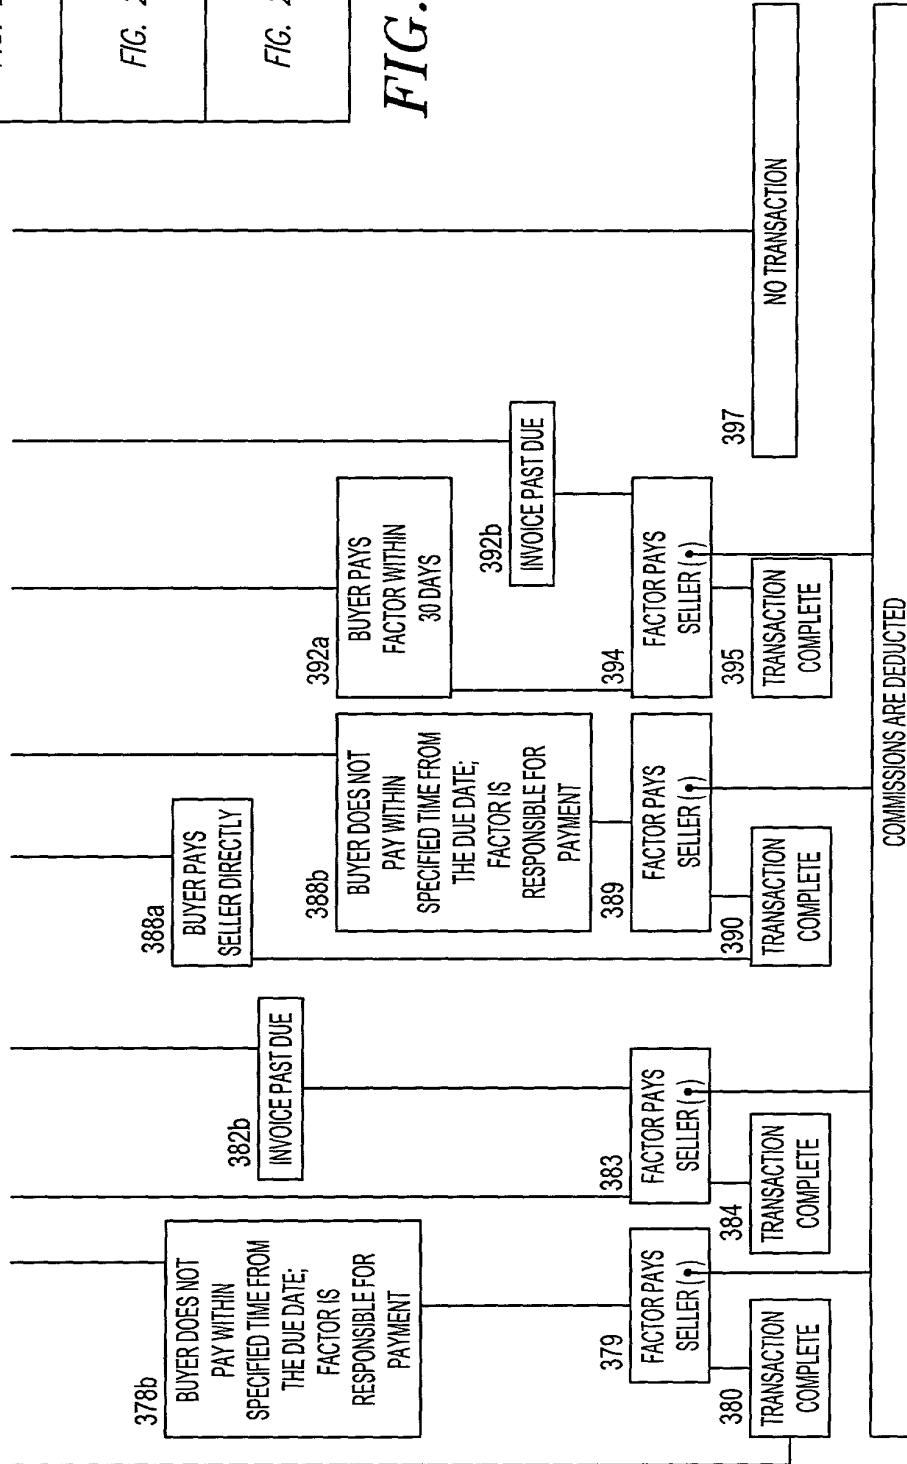 FIG. 2
FIG. 2
FIG.
378b
BUYER DOES NOT
PAY WITHIN
SPECIFIED TIME FROM
THE DUE DATE;
FACTOR IS
RESPONSIBLE FOR
PAYMENT
379
FACTOR PAYS
SELLER (•)
380
TRANSACTION
COMPLETE
382b
INVOICE PAST DUE
383
FACTOR PAYS
SELLER (•)
384
TRANSACTION
COMPLETE
388a
BUYER PAYS
SELLER DIRECTLY
388b
BUYER DOES NOT
PAY WITHIN
SPECIFIED TIME FROM
THE DUE DATE;
FACTOR IS
RESPONSIBLE FOR
PAYMENT
389
FACTOR PAYS
SELLER (•)
390
TRANSACTION
COMPLETE
392a
BUYER PAYS
FACTOR WITHIN
30 DAYS
392b
INVOICE PAST DUE
394
FACTOR PAYS
SELLER (•)
395
TRANSACTION
COMPLETE
397
NO TRANSACTION
COMMISSIONS ARE DEDUCTED